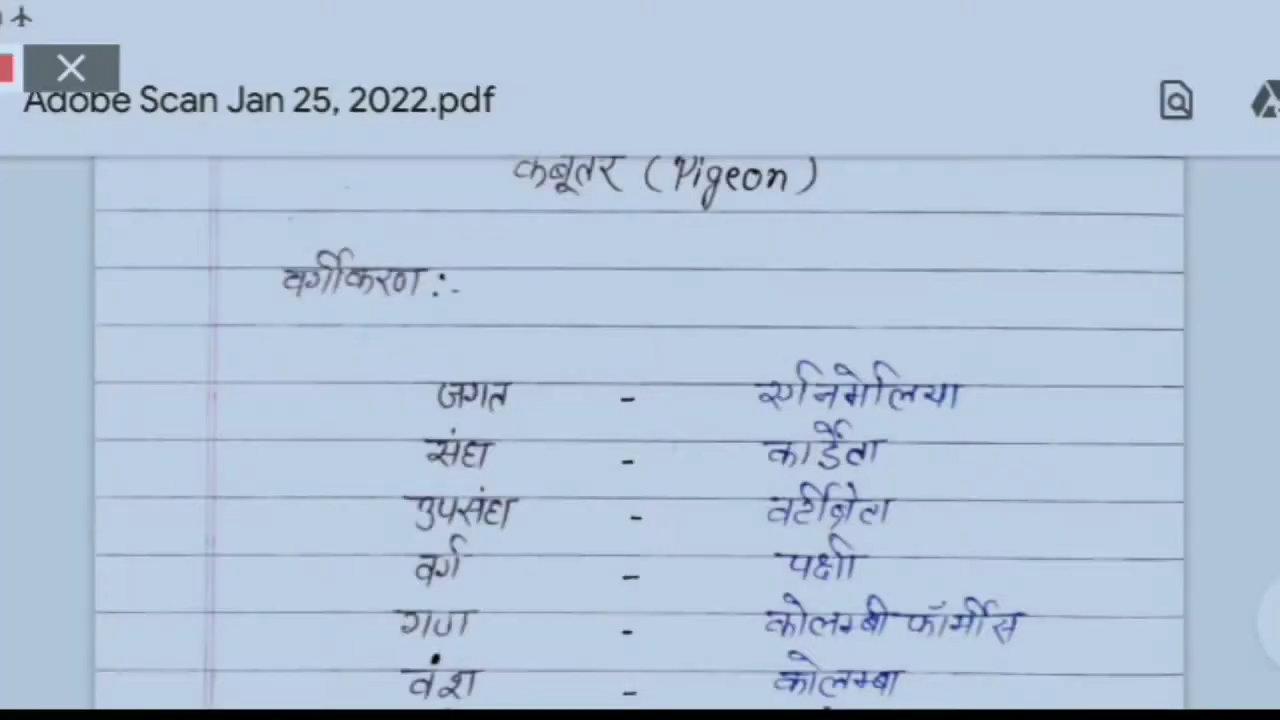 Adobe Scan Jan 25, 2022.pdf
कबूतर (Pigeon)
वर्गीकरण :-
जगत - एनिमेलिया
संघ - कार्डेटा
उपसंघ - वर्टीब्रेटा
वर्ग - पक्षी
गण - कोलम्बी फॉर्मीस
वंश - कोलम्बा